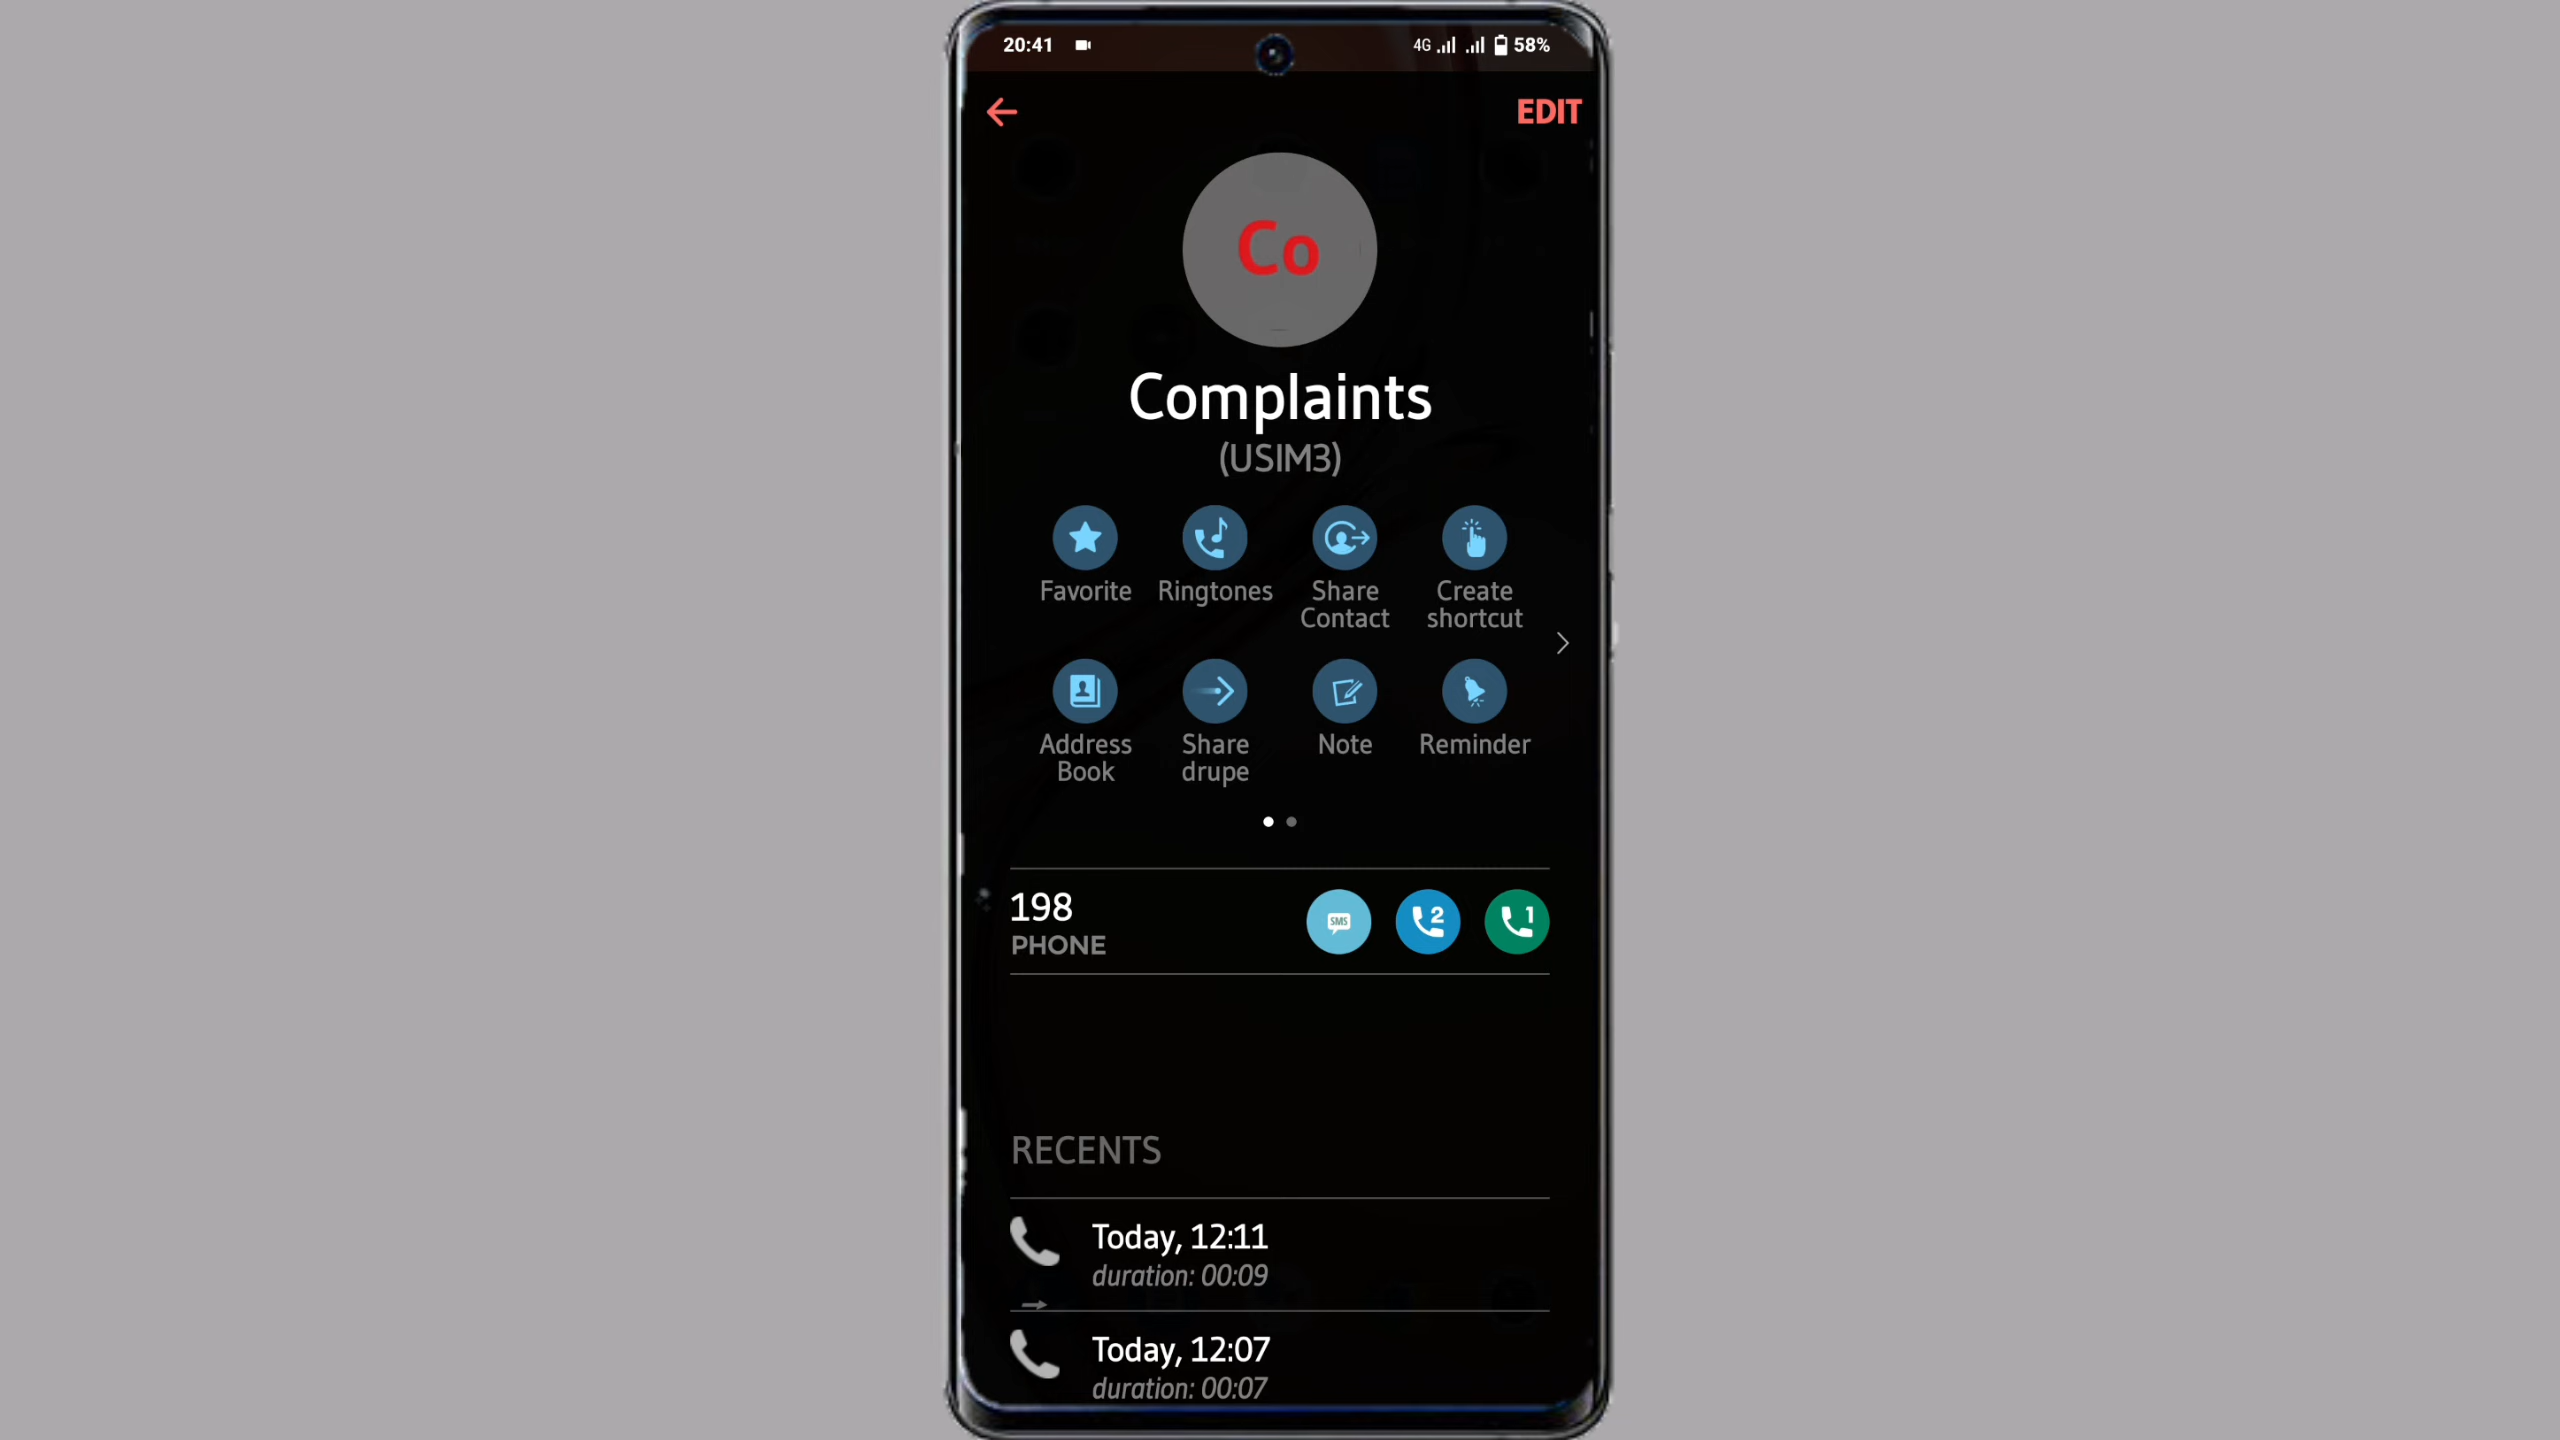 20:41
4G 58%
EDIT
Co
Complaints
(USIM3)
Favorite Ringtones Share Contact Create shortcut
Address Book Share drupe Note Reminder
198
PHONE
SMS 2 1
RECENTS
Today, 12:11
duration: 00:09
Today, 12:07
duration: 00:07